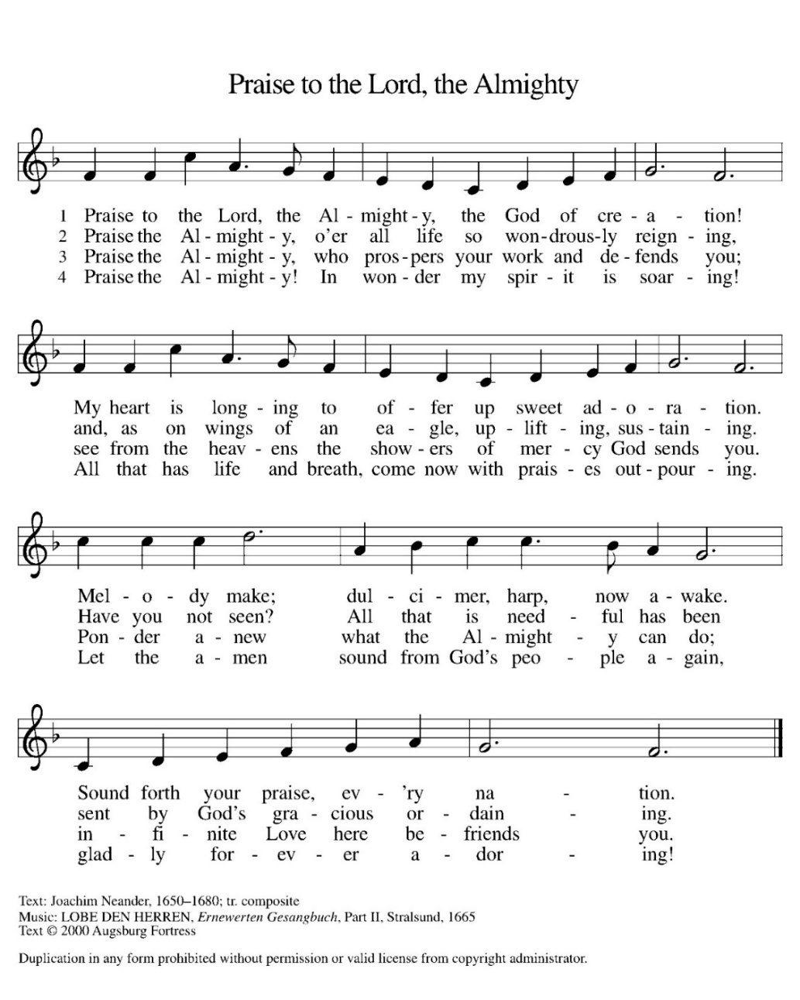 Praise to the Lord, the Almighty
1 Praise to the Lord, the Al - might - y, the God of cre - a - tion!
2 Praise the Al - might - y, o'er all life so won - drous - ly reign - ing,
3 Praise the Al - might - y, who pros - pers your work and de - fends you;
4 Praise the Al - might - y! In won - der my spir - it is soar - ing!
My heart is long - ing to of - fer up sweet ad - o - ra - tion.
and, as on wings of an ea - gle, up - lift - ing, sus - tain - ing.
see from the heav - ens the show - ers of mer - cy God sends you.
All that has life and breath, come now with prais - es out - pour - ing.
Mel - o - dy make; dul - ci - mer, harp, now a - wake.
Have you not seen? All that is need - ful has been
Pon - der a - new what the Al - might - y can do;
Let the a - men sound from God's peo - ple a - gain,
Sound forth your praise, ev - 'ry na - tion.
sent by God's gra - cious or - dain - ing.
in - fi - nite Love here be - friends you.
glad - ly for - ev - er a - dor - ing!
Text: Joachim Neander, 1650–1680; tr. composite
Music: LOBE DEN HERREN, Ernewerten Gesangbuch, Part II, Stralsund, 1665
Text © 2000 Augsburg Fortress
Duplication in any form prohibited without permission or valid license from copyright administrator.